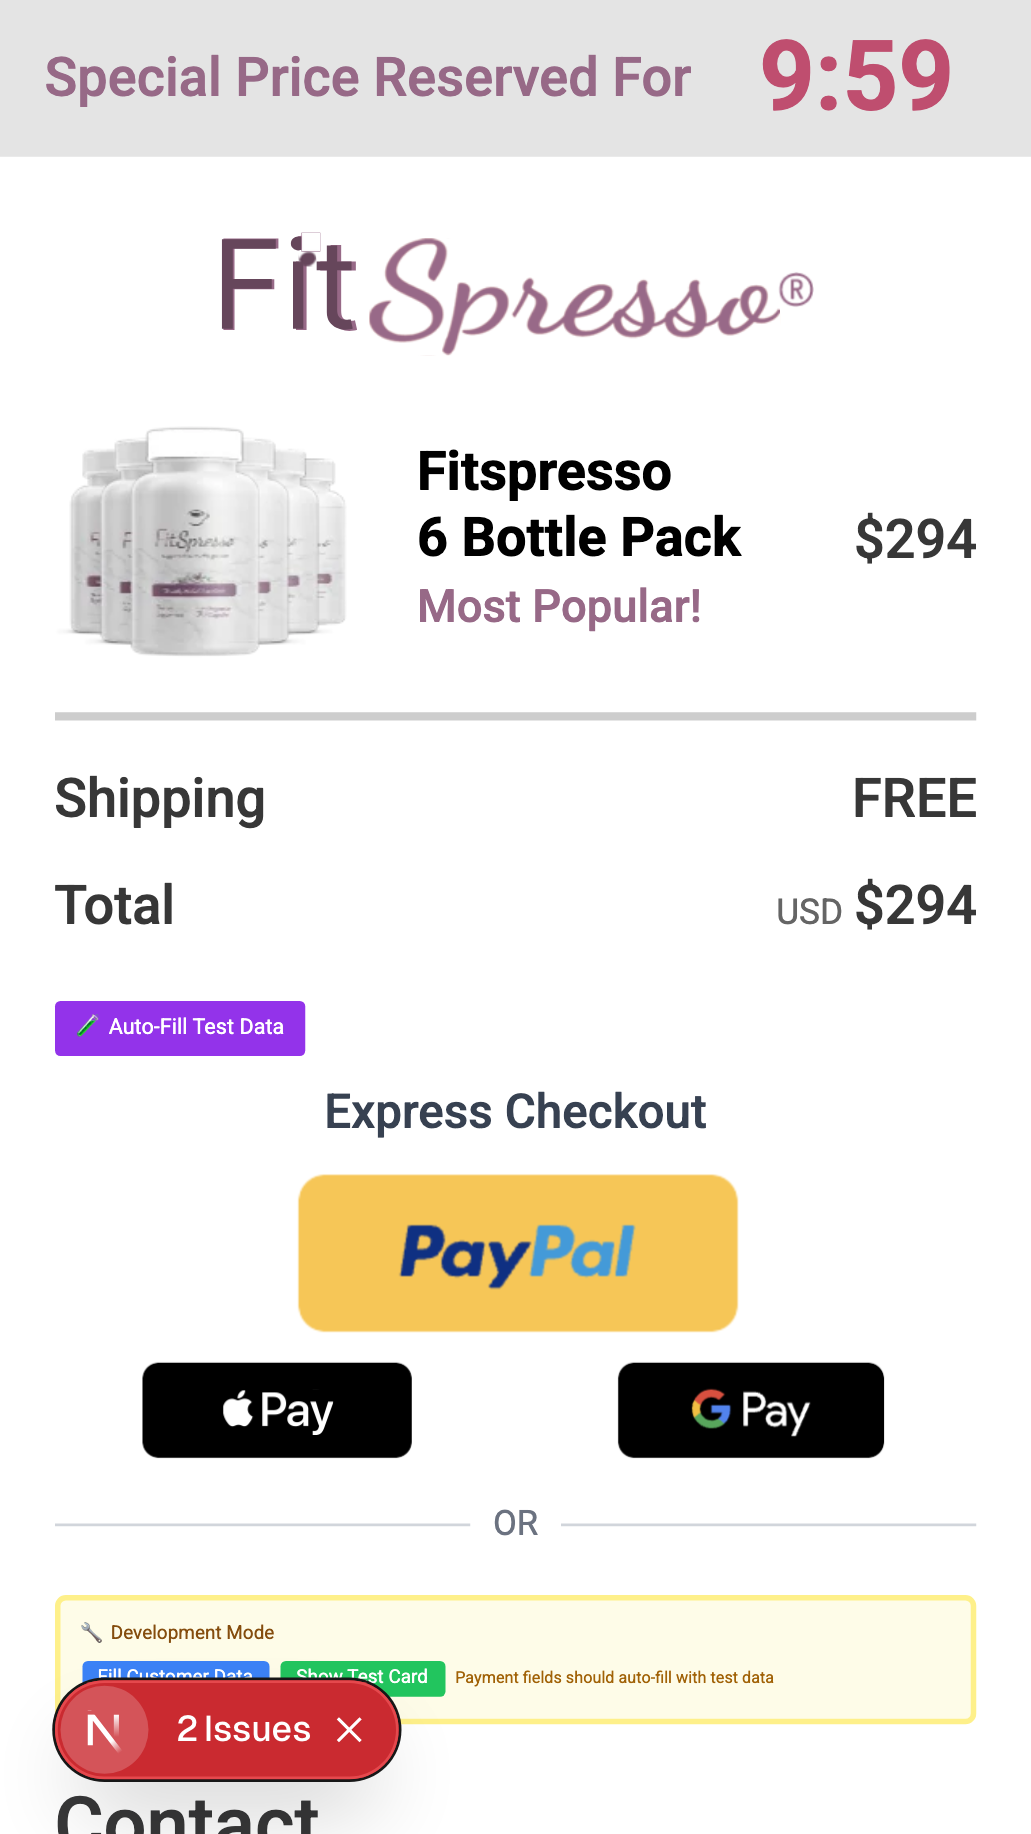 Special Price Reserved For 9:59
FitSpresso®
Fitspresso
6 Bottle Pack $294
Most Popular!
FitSpresso
Shipping FREE
Total USD $294
Auto-Fill Test Data
Express Checkout
PayPal
Pay G Pay
OR
Development Mode
Fill Customer Data Show Test Card Payment fields should auto-fill with test data
N 2 Issues
Contact